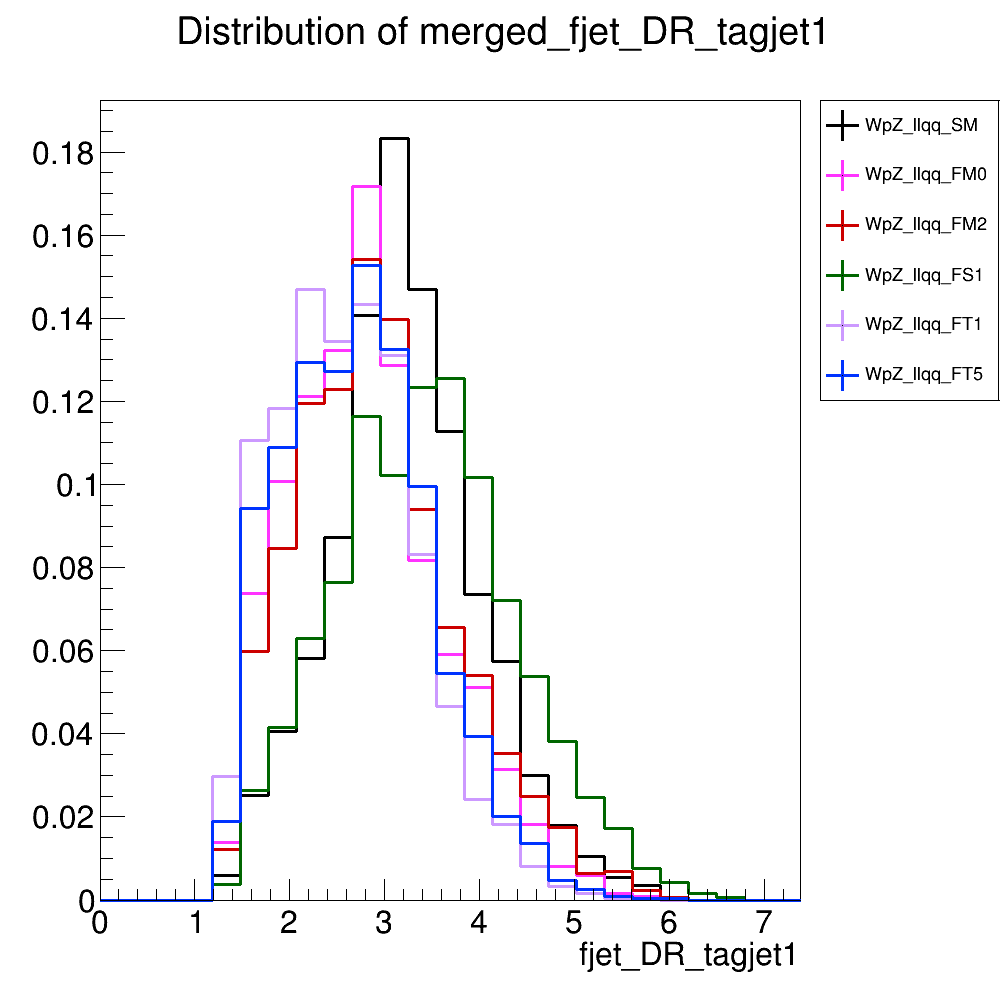 Distribution of merged_fjet_DR_tagjet1
WpZ_llqq_SM
WpZ_llqq_FM0
WpZ_llqq_FM2
WpZ_llqq_FS1
WpZ_llqq_FT1
WpZ_llqq_FT5
0.18
0.16
0.14
0.12
0.1
0.08
0.06
0.04
0.02
0
0 1 2 3 4 5 6 7
fjet_DR_tagjet1